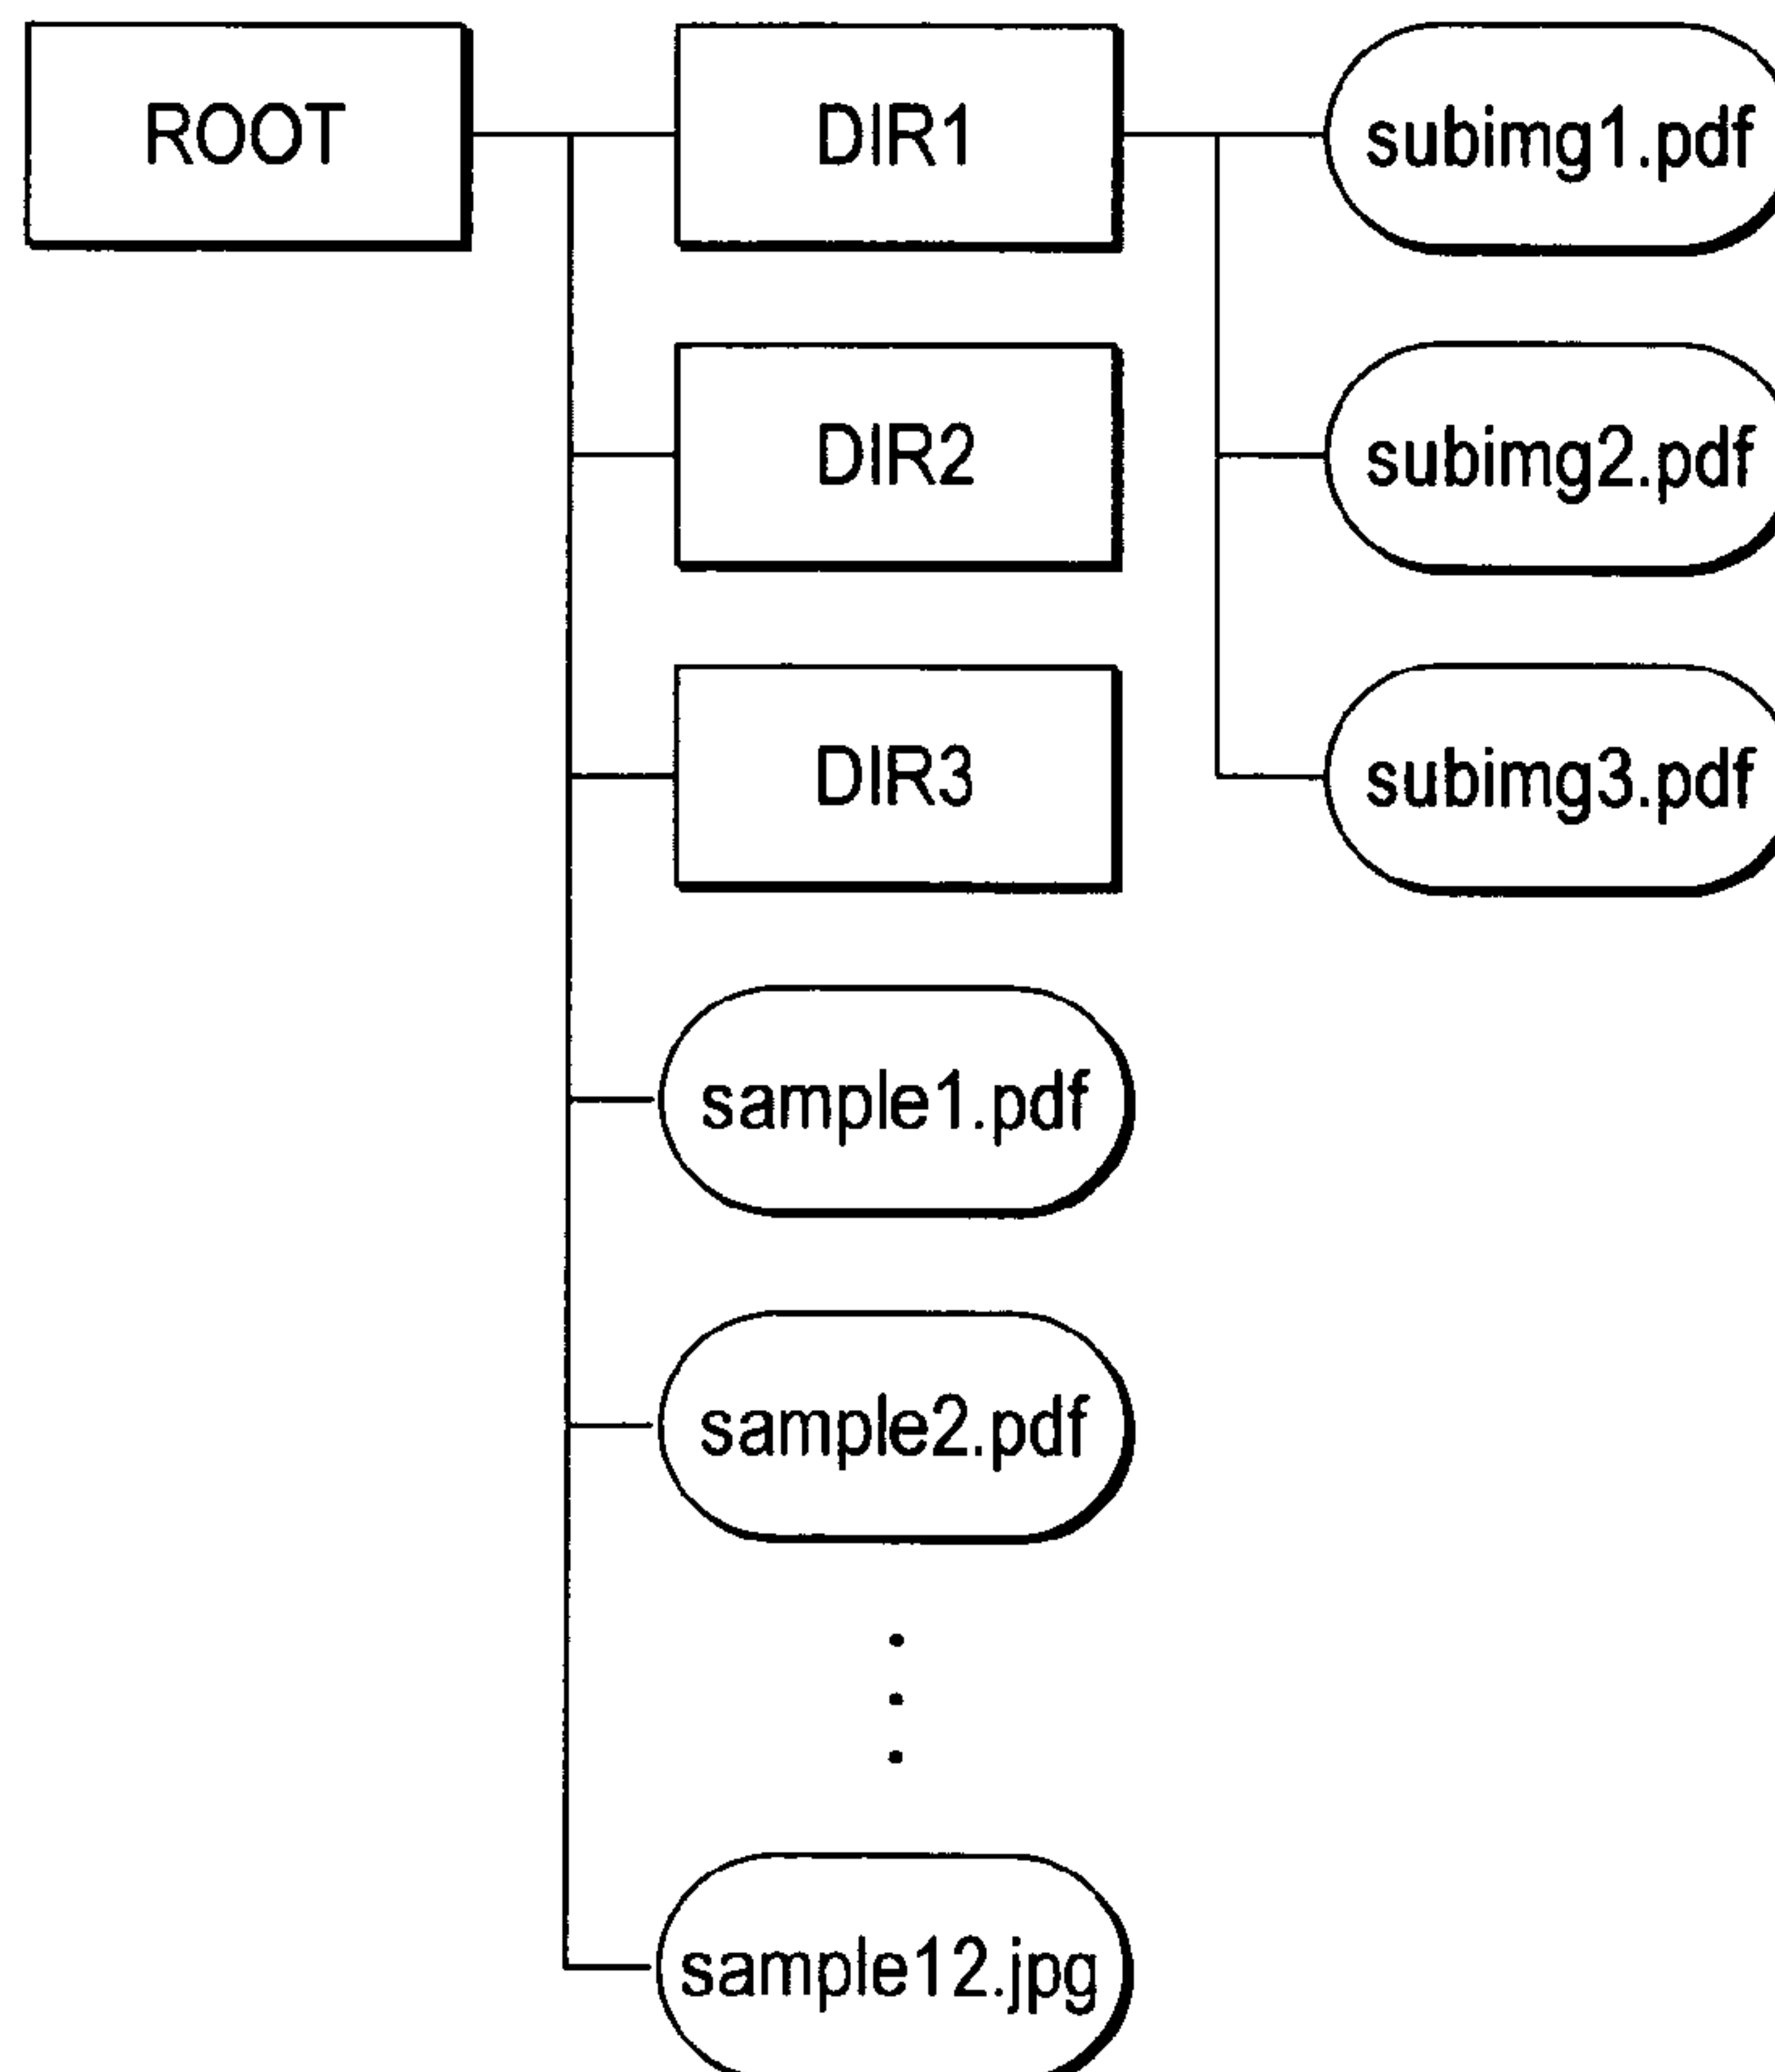 ROOT
DIR1
subimg1.pdf
DIR2
subimg2.pdf
DIR3
subimg3.pdf
sample1.pdf
sample2.pdf
sample12.jpg